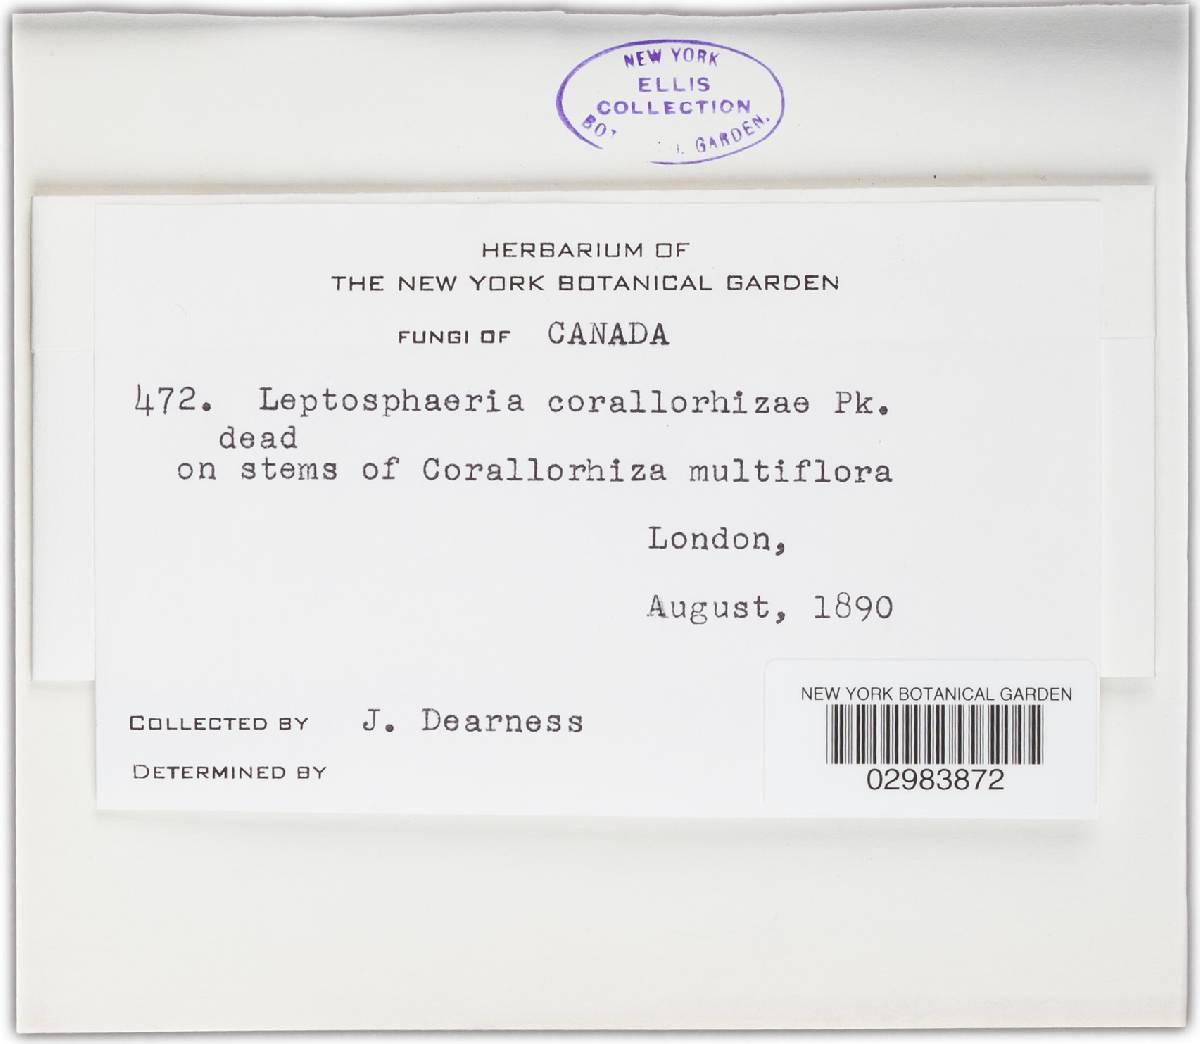 NEW YORK
ELLIS
COLLECTION
GARDEN.
HERBARIUM OF
THE NEW YORK BOTANICAL GARDEN
FUNGI OF CANADA
472. Leptosphaeria corallorhizae Pk.
dead
on stems of Corallorhiza multiflora
London,
August, 1890
COLLECTED BY J. Dearness
DETERMINED BY
NEW YORK BOTANICAL GARDEN
02983872